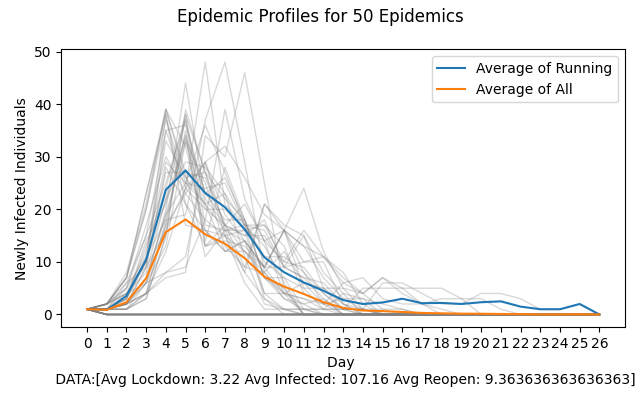 Epidemic Profiles for 50 Epidemics
Average of Running
Average of All
Newly Infected Individuals
50
40
30
20
10
0
0 1 2 3 4 5 6 7 8 9 10 11 12 13 14 15 16 17 18 19 20 21 22 23 24 25 26
Day
DATA:[Avg Lockdown: 3.22 Avg Infected: 107.16 Avg Reopen: 9.363636363636363]